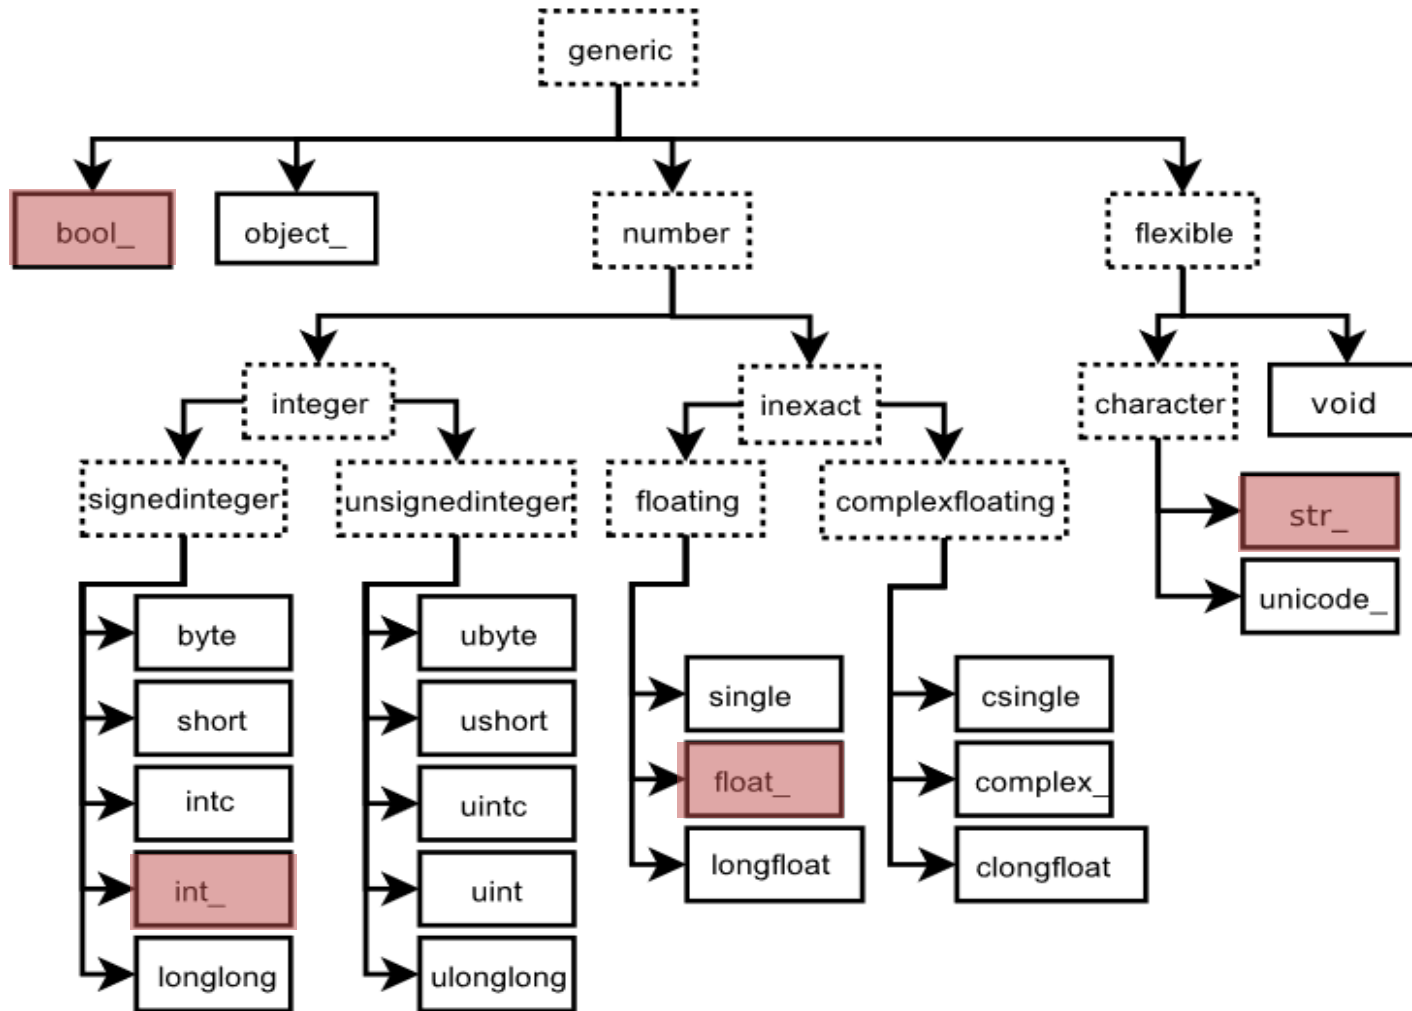 generic
bool_
object_
number
flexible
integer
inexact
character
void
signedinteger
unsignedinteger
floating
complexfloating
str_
unicode_
byte
ubyte
single
csingle
short
ushort
float_
complex_
intc
uintc
longfloat
clongfloat
int_
uint
longlong
ulonglong